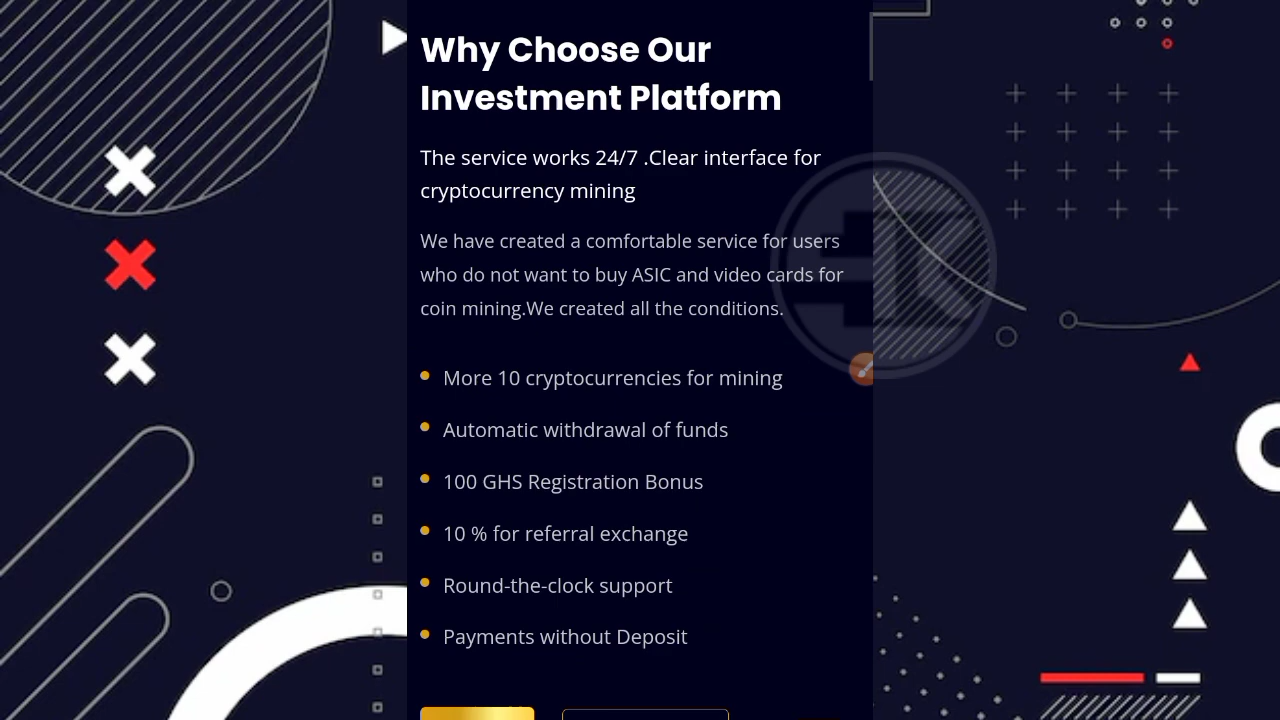 Why Choose Our
Investment Platform
The service works 24/7 .Clear interface for
cryptocurrency mining
We have created a comfortable service for users
who do not want to buy ASIC and video cards for
coin mining.We created all the conditions.
More 10 cryptocurrencies for mining
Automatic withdrawal of funds
100 GHS Registration Bonus
10 % for referral exchange
Round-the-clock support
Payments without Deposit